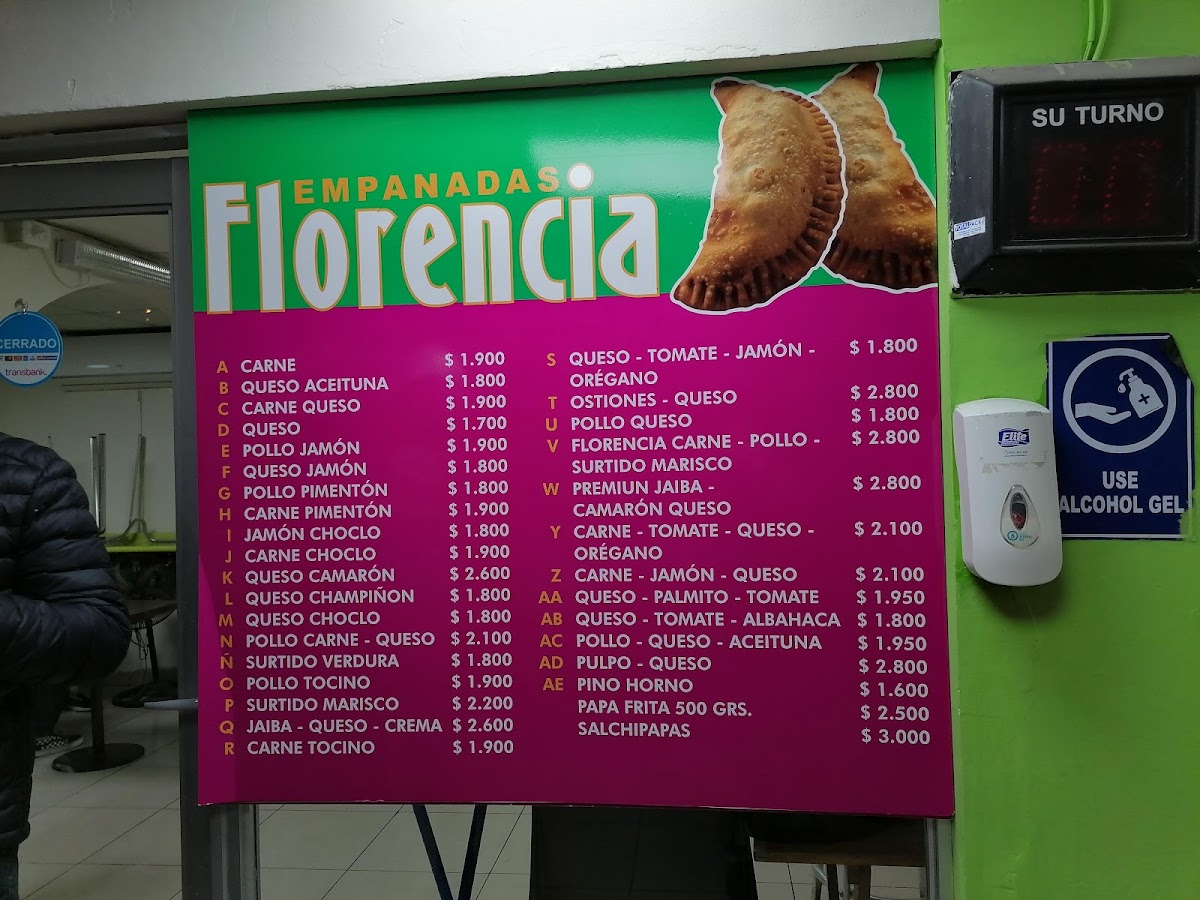 EMPANADAS
Florencia
A CARNE $ 1.900
B QUESO ACEITUNA $ 1.800
C CARNE QUESO $ 1.900
D QUESO $ 1.700
E POLLO JAMÓN $ 1.900
F QUESO JAMÓN $ 1.800
G POLLO PIMENTÓN $ 1.800
H CARNE PIMENTÓN $ 1.900
I JAMÓN CHOCLO $ 1.800
J CARNE CHOCLO $ 1.900
K QUESO CAMARÓN $ 2.600
L QUESO CHAMPIÑON $ 1.800
M QUESO CHOCLO $ 1.800
N POLLO CARNE - QUESO $ 2.100
Ñ SURTIDO VERDURA $ 1.800
O POLLO TOCINO $ 1.900
P SURTIDO MARISCO $ 2.200
Q JAIBA - QUESO - CREMA $ 2.600
R CARNE TOCINO $ 1.900
S QUESO - TOMATE - JAMÓN - $ 1.800
ORÉGANO
T OSTIONES - QUESO $ 2.800
U POLLO QUESO $ 1.800
V FLORENCIA CARNE - POLLO - $ 2.800
SURTIDO MARISCO
W PREMIUN JAIBA - $ 2.800
CAMARÓN QUESO
Y CARNE - TOMATE - QUESO - $ 2.100
ORÉGANO
Z CARNE - JAMÓN - QUESO $ 2.100
AA QUESO - PALMITO - TOMATE $ 1.950
AB QUESO - TOMATE - ALBAHACA $ 1.800
AC POLLO - QUESO - ACEITUNA $ 1.950
AD PULPO - QUESO $ 2.800
AE PINO HORNO $ 1.600
PAPA FRITA 500 GRS. $ 2.500
SALCHIPAPAS $ 3.000
SU TURNO
CERRADO
transbank.
Elite
USE
ALCOHOL GEL